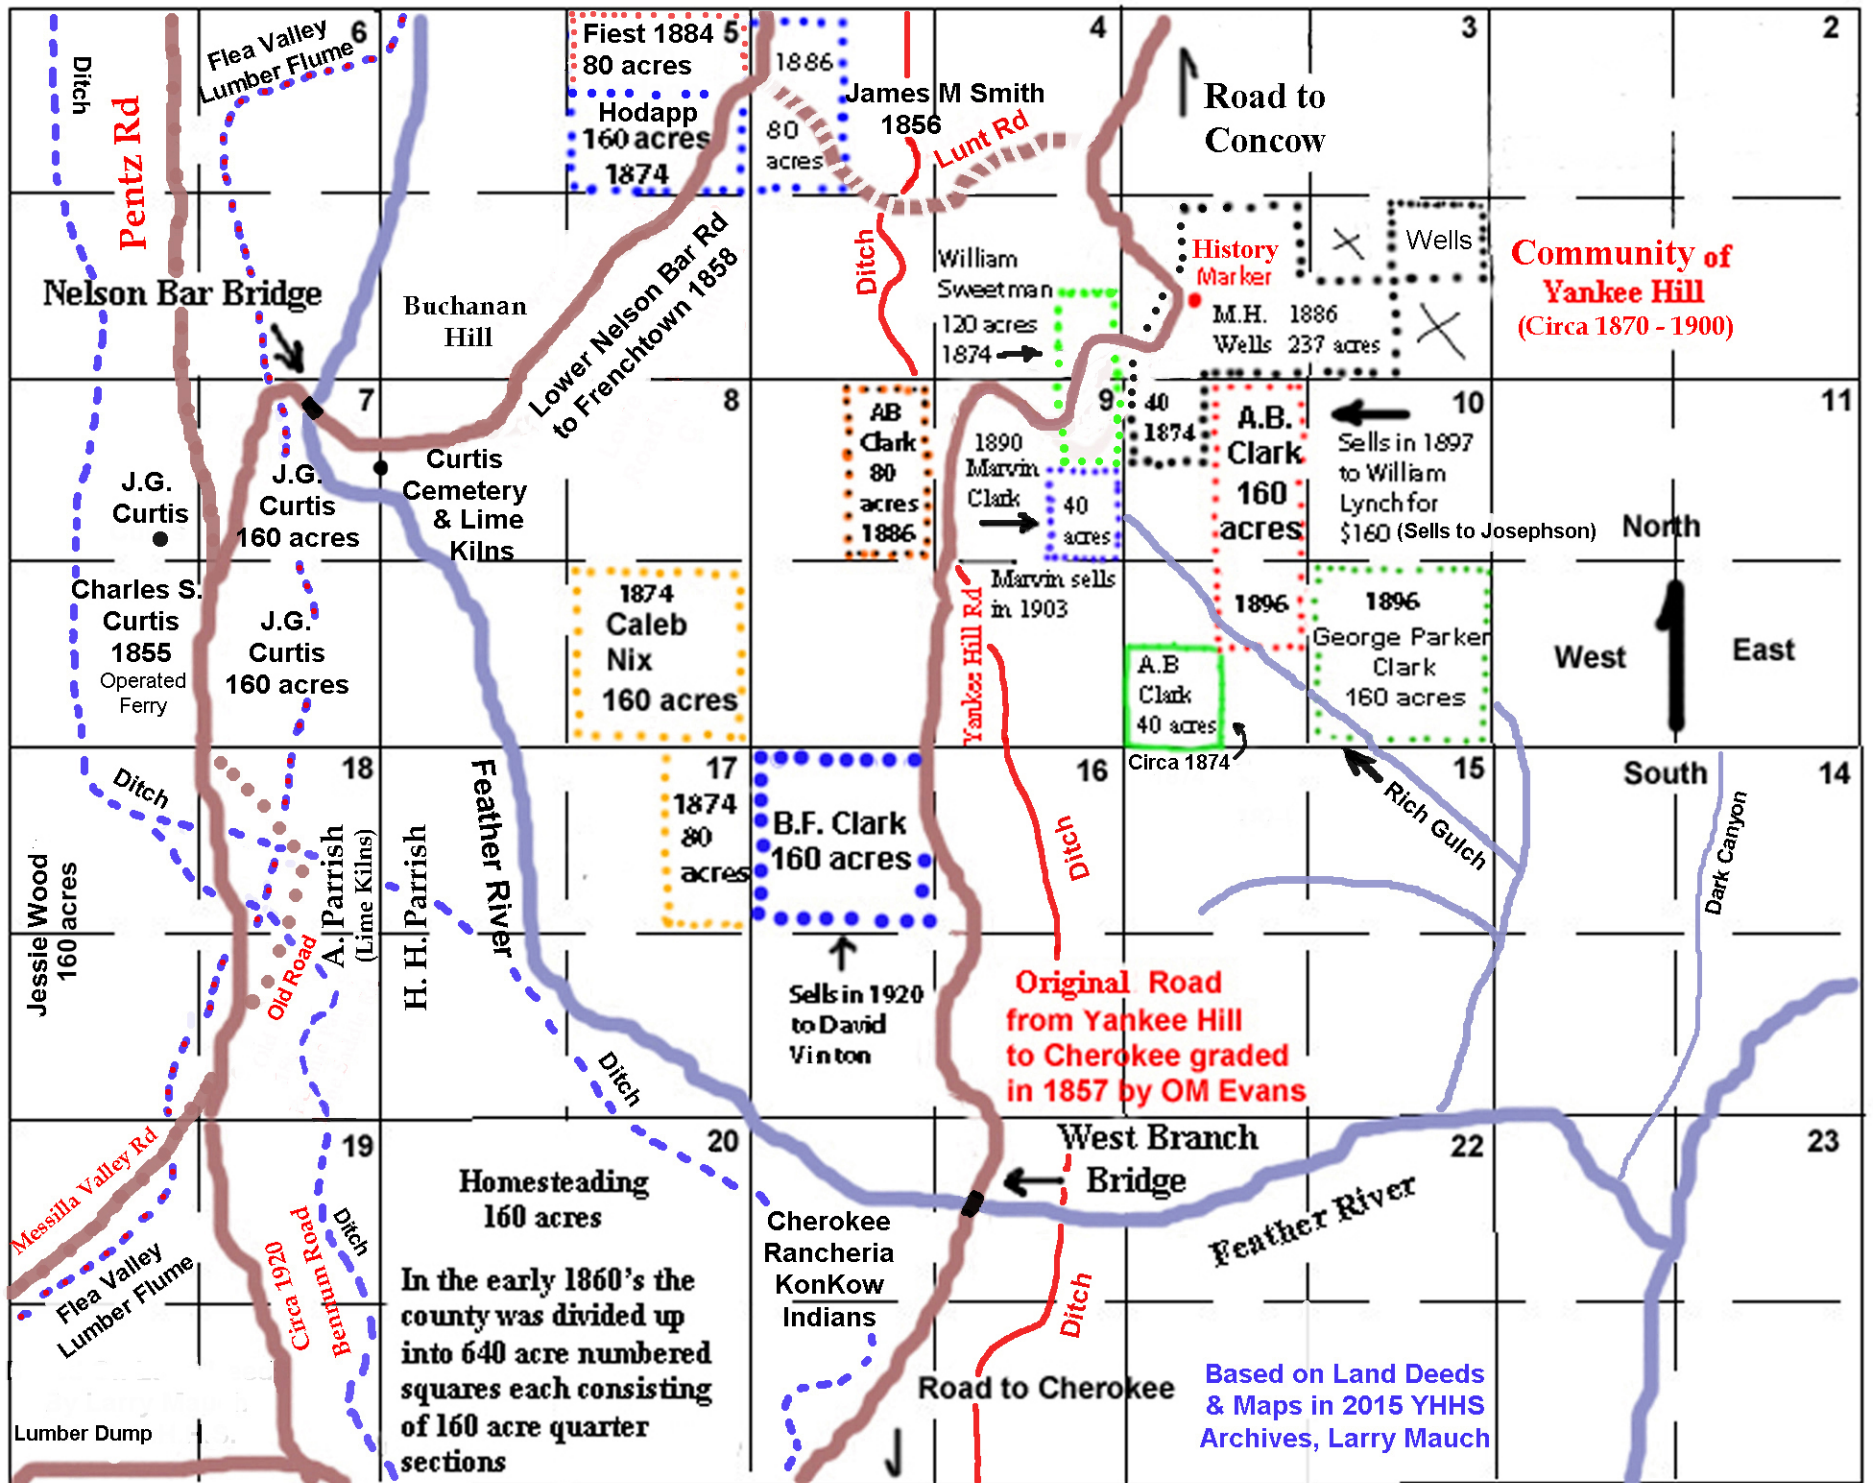 6
5
4
3
2
Ditch
Pentz Rd
Flea Valley
Lumber Flume
Fiest 1884
80 acres
Hodapp
160 acres
1874
1886
80
acres
James M Smith
1856
Lunt Rd
Road to
Concow
Nelson Bar Bridge
Buchanan
Hill
Lower Nelson Bar Rd
to Frenchtown 1858
Ditch
William
Sweetman
120 acres
1874
History
Marker
M.H. 1886
Wells 237 acres
Wells
Community of
Yankee Hill
(Circa 1870 - 1900)
7
8
9
10
11
J.G.
Curtis
J.G.
Curtis
160 acres
Curtis
Cemetery
& Lime
Kilns
AB
Clark
80
acres
1886
1890
Marvin
Clark
40
acres
Marvin sells
in 1903
40
1874
A.B.
Clark
160
acres
1896
Sells in 1897
to William
Lynch for
$160 (Sells to Josephson)
North
West
East
South
Charles S.
Curtis
1855
Operated
Ferry
J.G.
Curtis
160 acres
1874
Caleb
Nix
160 acres
Yankee Hill Rd
A.B
Clark
40 acres
Circa 1874
1896
George Parker
Clark
160 acres
18
17
16
15
14
Ditch
Jessie Wood
160 acres
A. Parrish
(Lime Kilns)
H. H. Parrish
Old Road
Feather River
1874
80
acres
B.F. Clark
160 acres
Sells in 1920
to David
Vinton
Ditch
Rich Gulch
Dark Canyon
Original Road
from Yankee Hill
to Cherokee graded
in 1857 by OM Evans
Ditch
19
20
22
23
Messilla Valley Rd
Flea Valley
Lumber Flume
Circa 1920
Bennum Road
Ditch
Homesteading
160 acres
In the early 1860's the
county was divided up
into 640 acre numbered
squares each consisting
of 160 acre quarter
sections
Cherokee
Rancheria
KonKow
Indians
West Branch
Bridge
Feather River
Ditch
Road to Cherokee
Based on Land Deeds
& Maps in 2015 YHHS
Archives, Larry Mauch
Lumber Dump